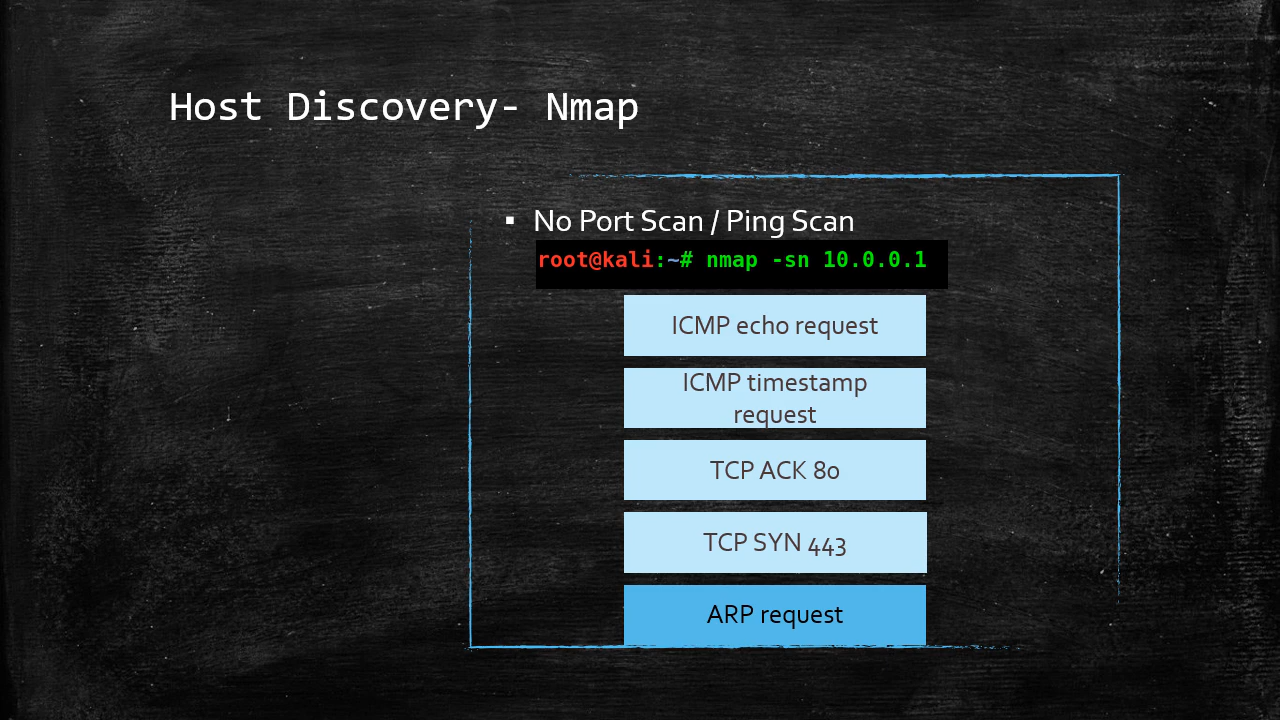 Host Discovery- Nmap
▪ No Port Scan / Ping Scan
root@kali:~# nmap -sn 10.0.0.1
ICMP echo request
ICMP timestamp
request
TCP ACK 80
TCP SYN 443
ARP request